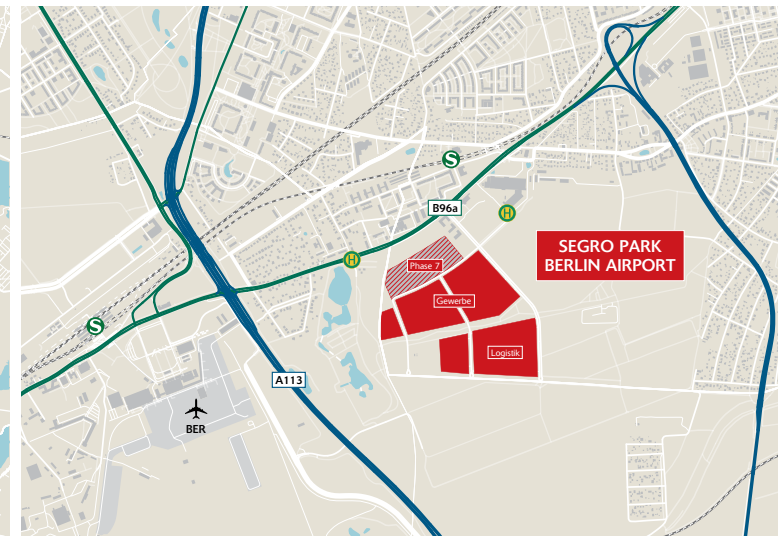 S
B96a
H
SEGRO PARK
BERLIN AIRPORT
H
Phase 7
Gewerbe
S
Logistik
A113
BER